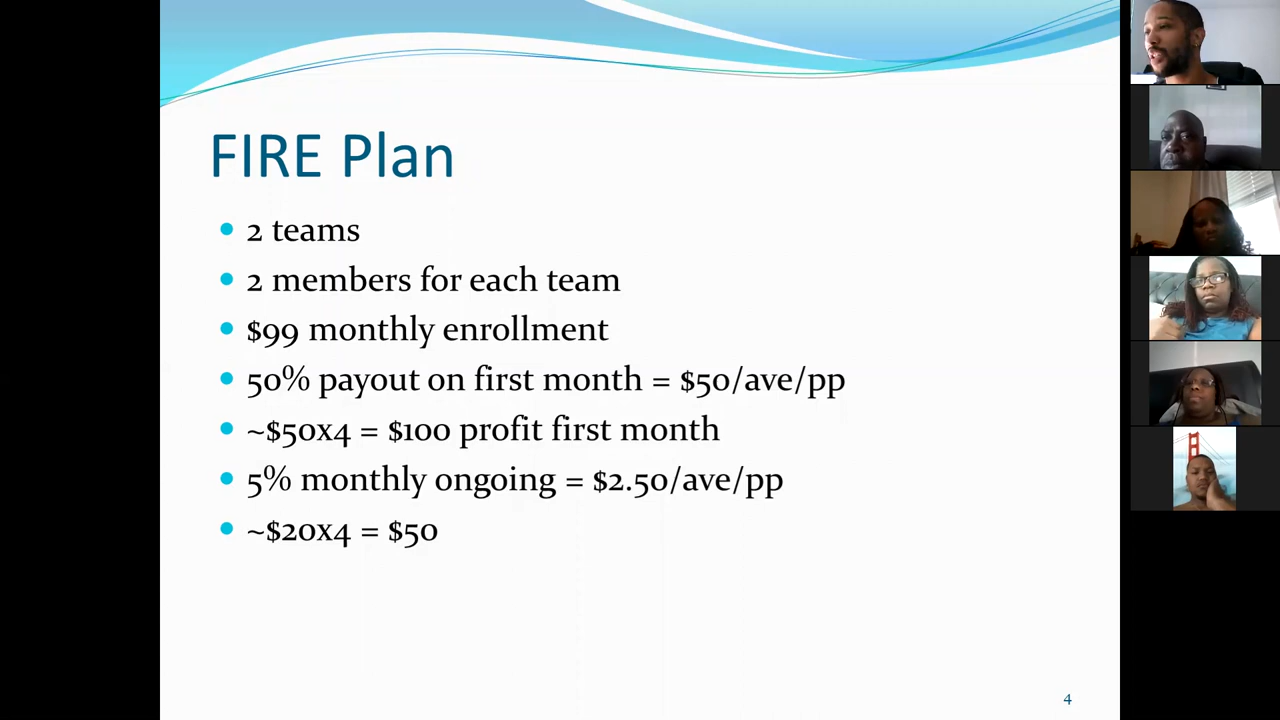 FIRE Plan
2 teams
2 members for each team
$99 monthly enrollment
50% payout on first month = $50/ave/pp
~$50x4 = $100 profit first month
5% monthly ongoing = $2.50/ave/pp
~$20x4 = $50
4